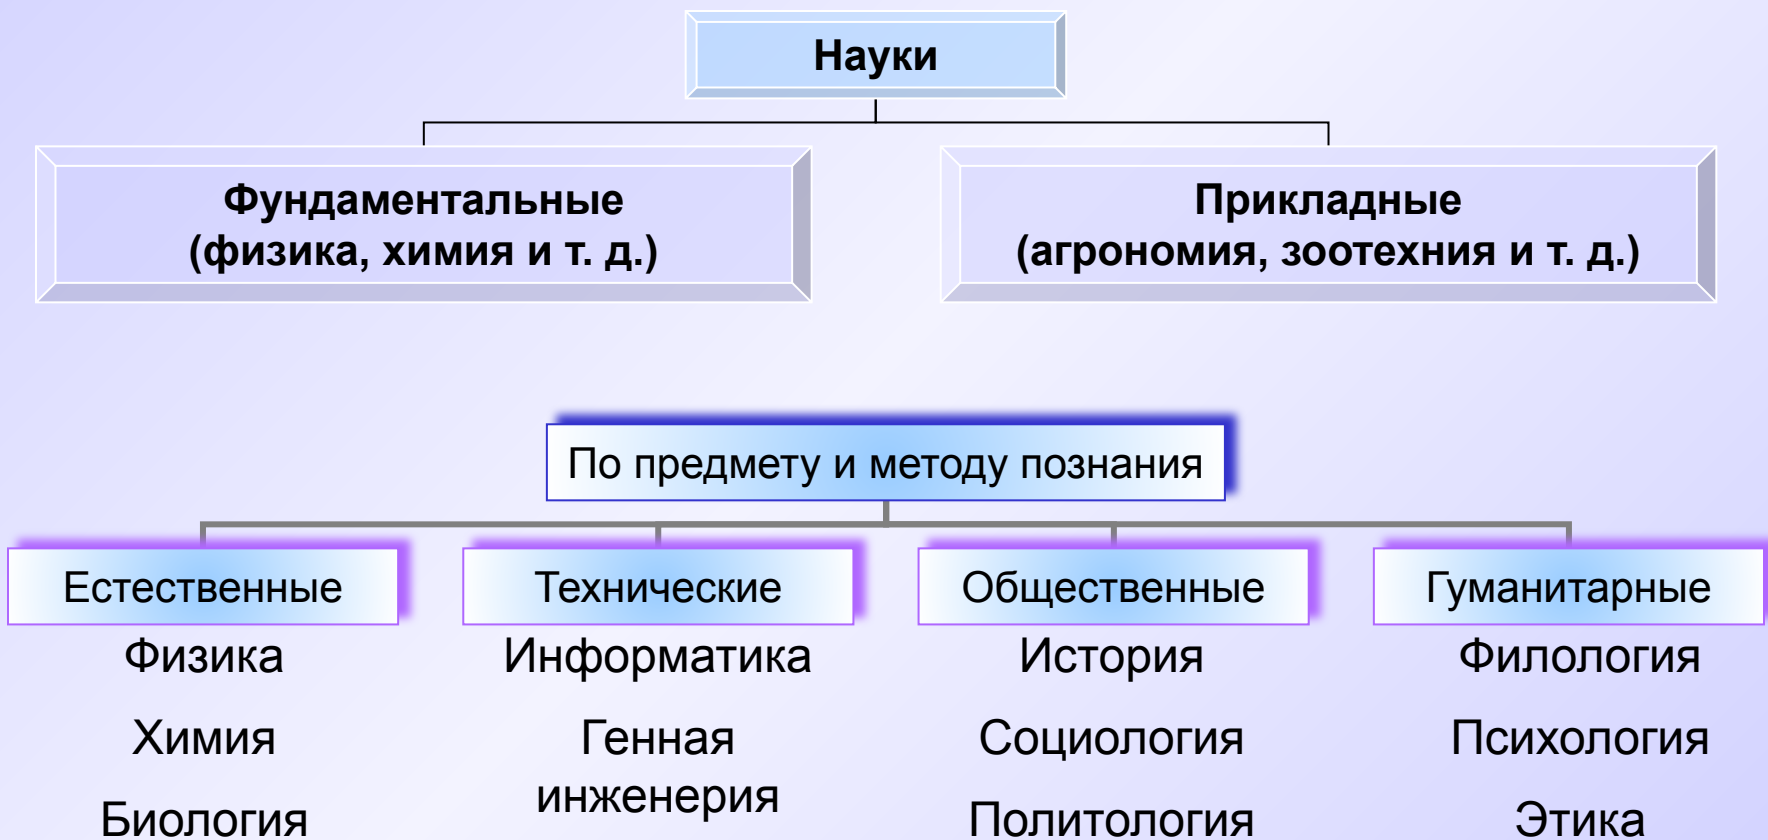 Науки
Фундаментальные
(физика, химия и т. д.)
Прикладные
(агрономия, зоотехния и т. д.)
По предмету и методу познания
Естественные
Технические
Общественные
Гуманитарные
Физика
Информатика
История
Филология
Химия
Генная
инженерия
Социология
Психология
Биология
Политология
Этика